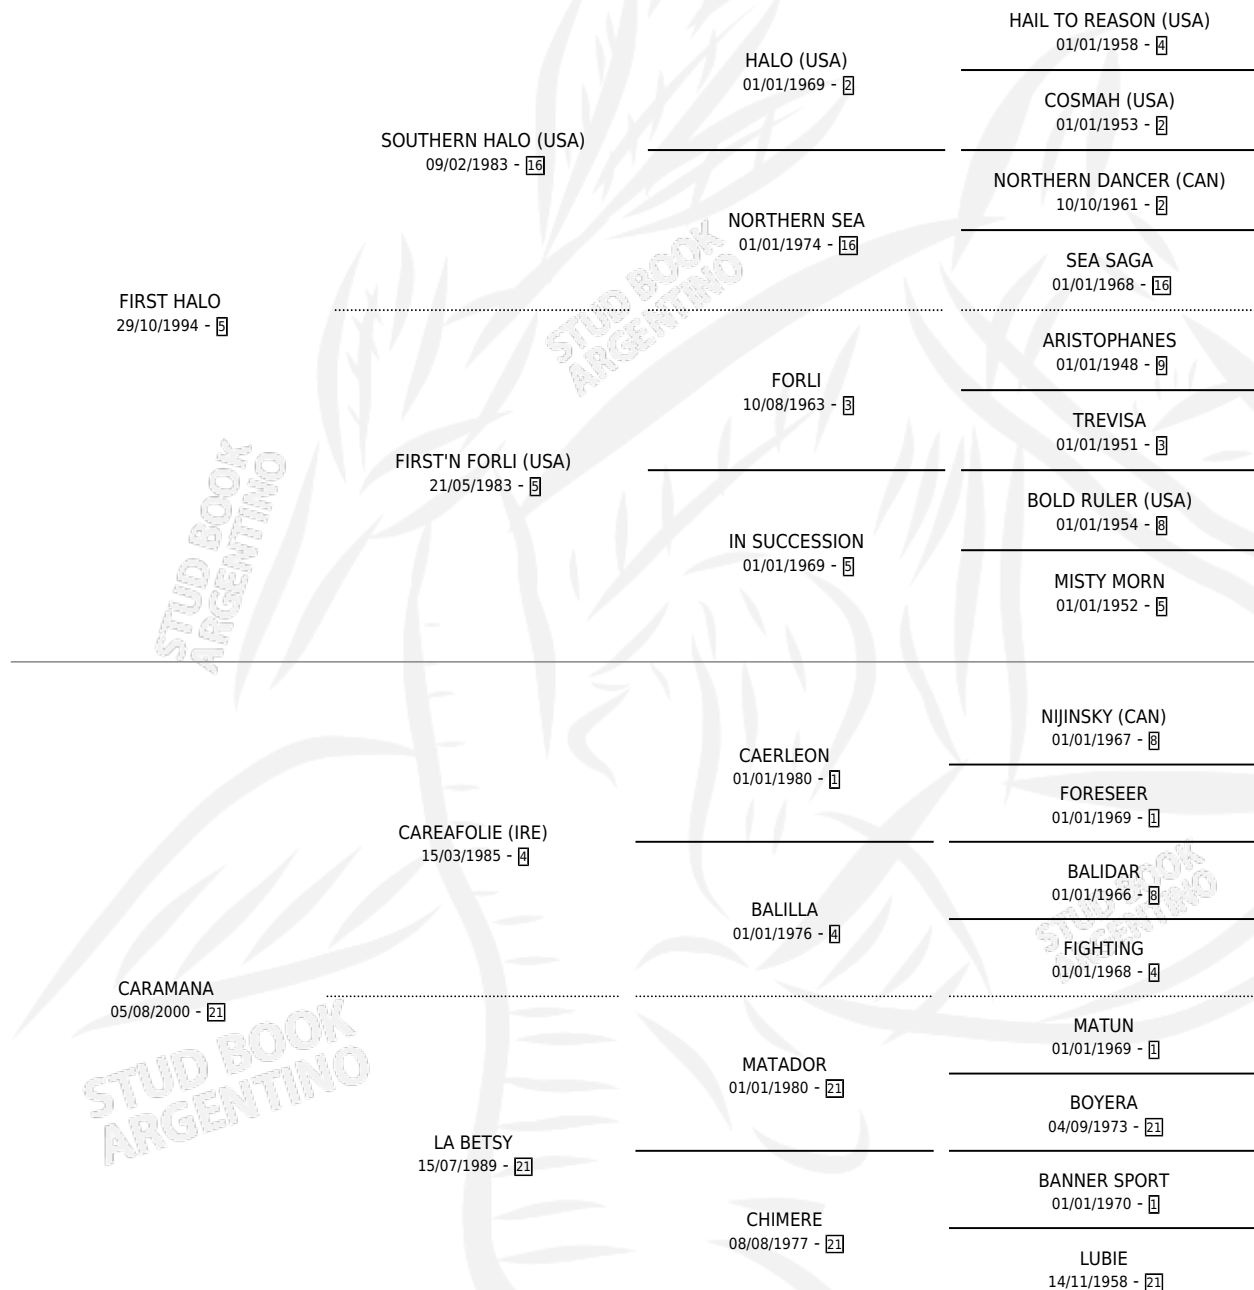 HAIL TO REASON (USA)
01/01/1958 - 4
HALO (USA)
01/01/1969 - 2
COSMAH (USA)
01/01/1953 - 2
SOUTHERN HALO (USA)
09/02/1983 - 16
NORTHERN DANCER (CAN)
10/10/1961 - 2
NORTHERN SEA
01/01/1974 - 16
SEA SAGA
01/01/1968 - 16
FIRST HALO
29/10/1994 - 5
STUD BOOK
ARGENTINO
ARISTOPHANES
01/01/1948 - 9
FORLI
10/08/1963 - 3
TREVISA
01/01/1951 - 3
FIRST'N FORLI (USA)
21/05/1983 - 5
BOLD RULER (USA)
01/01/1954 - 8
IN SUCCESSION
01/01/1969 - 5
MISTY MORN
01/01/1952 - 5
STUD BOOK
ARGENTINO
NIJINSKY (CAN)
01/01/1967 - 8
CAERLEON
01/01/1980 - 1
FORESEER
01/01/1969 - 1
CAREAFOLIE (IRE)
15/03/1985 - 4
BALIDAR
01/01/1966 - 8
BALILLA
01/01/1976 - 4
FIGHTING
01/01/1968 - 4
STUD BOOK
ARGENTINO
CARAMANA
05/08/2000 - 21
STUD BOOK
ARGENTINO
MATUN
01/01/1969 - 1
MATADOR
01/01/1980 - 21
BOYERA
04/09/1973 - 21
LA BETSY
15/07/1989 - 21
BANNER SPORT
01/01/1970 - 1
CHIMERE
08/08/1977 - 21
LUBIE
14/11/1958 - 21